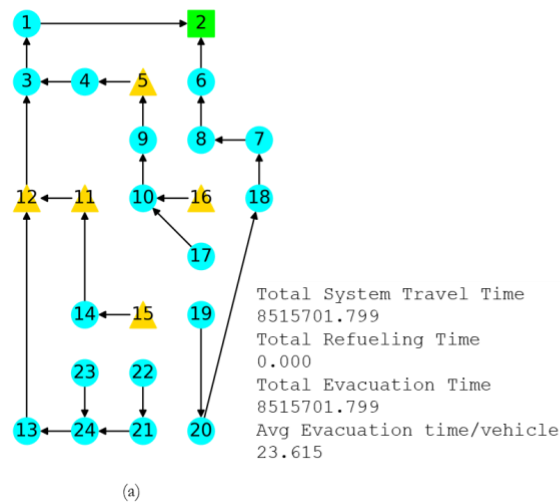 1 2
3 4 5 6
9 8 7
12 11 10 16 18
17
14 15 19
23 22
13 24 21 20
Total System Travel Time
8515701.799
Total Refueling Time
0.000
Total Evacuation Time
8515701.799
Avg Evacuation time/vehicle
23.615
(a)